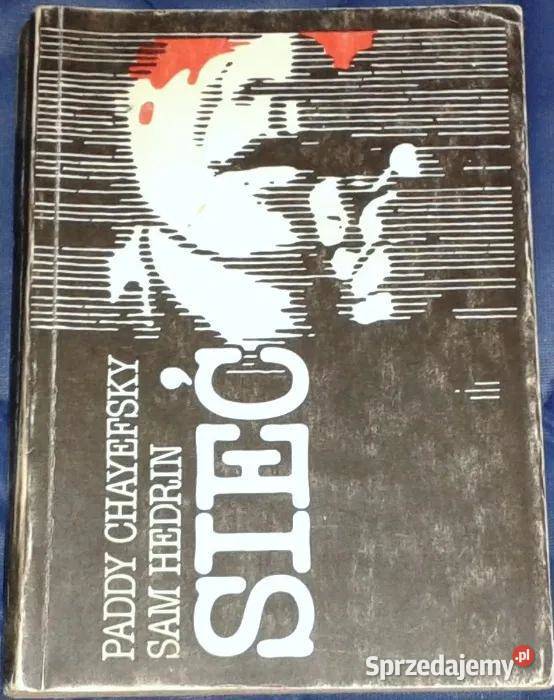 PADDY CHAYEFSKY
SAM HEDRIN
SIEĆ
Sprzedajemy.pl